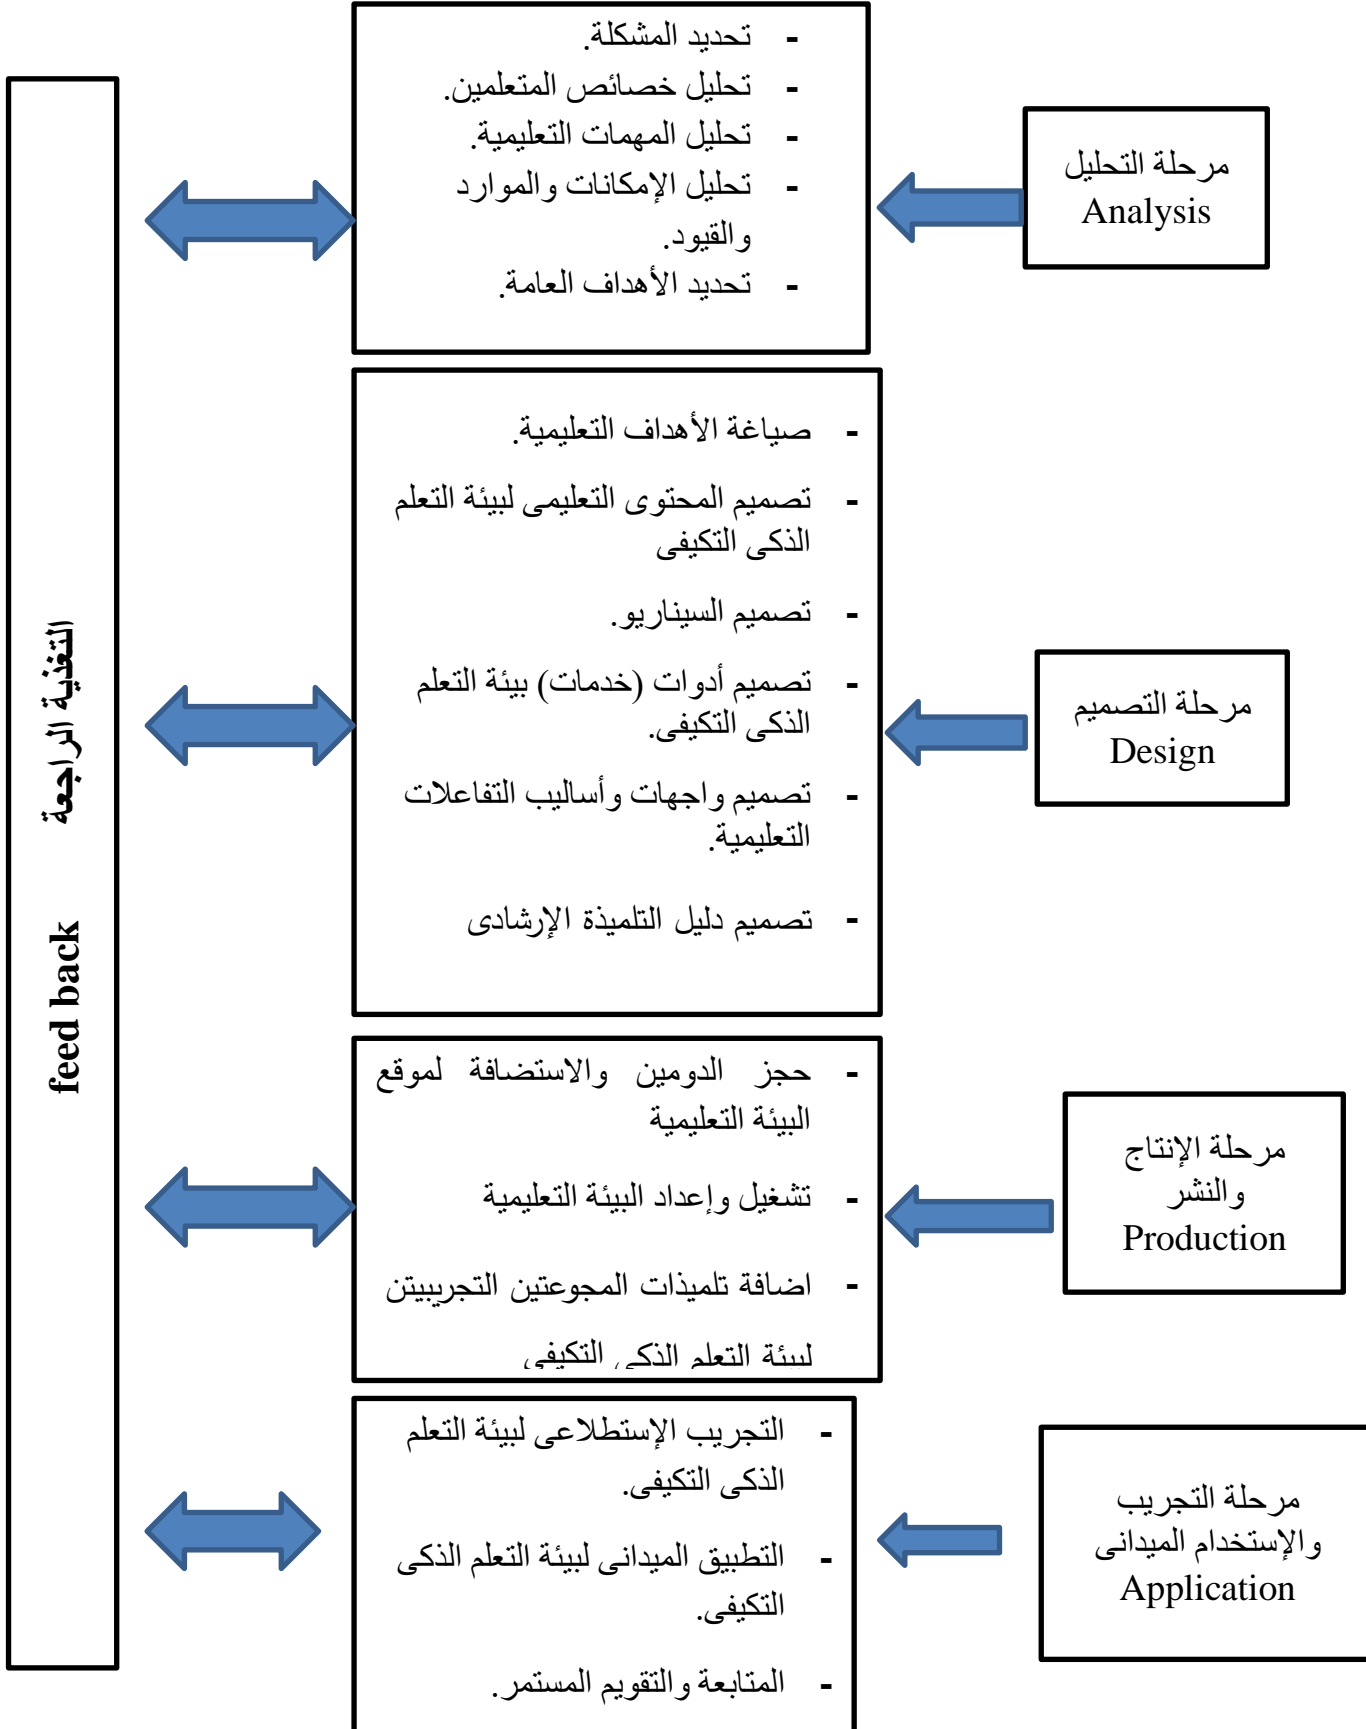 مرحلة التحليل
Analysis
- تحديد المشكلة.
- تحليل خصائص المتعلمين.
- تحليل المهمات التعليمية.
- تحليل الإمكانات والموارد
والقيود.
- تحديد الأهداف العامة.
مرحلة التصميم
Design
- صياغة الأهداف التعليمية.
- تصميم المحتوى التعليمى لبيئة التعلم
الذكى التكيفى
- تصميم السيناريو.
- تصميم أدوات (خدمات) بيئة التعلم
الذكى التكيفى.
- تصميم واجهات وأساليب التفاعلات
التعليمية.
- تصميم دليل التلميذة الإرشادى
مرحلة الإنتاج
والنشر
Production
- حجز الدومين والاستضافة لموقع
البيئة التعليمية
- تشغيل وإعداد البيئة التعليمية
- اضافة تلميذات المجوعتين التجريبيتن
لبيئة التعلم الذكى التكيفى
مرحلة التجريب
والإستخدام الميدانى
Application
- التجريب الإستطلاعى لبيئة التعلم
الذكى التكيفى.
- التطبيق الميدانى لبيئة التعلم الذكى
التكيفى.
- المتابعة والتقويم المستمر.
التغذية الراجعة feed back